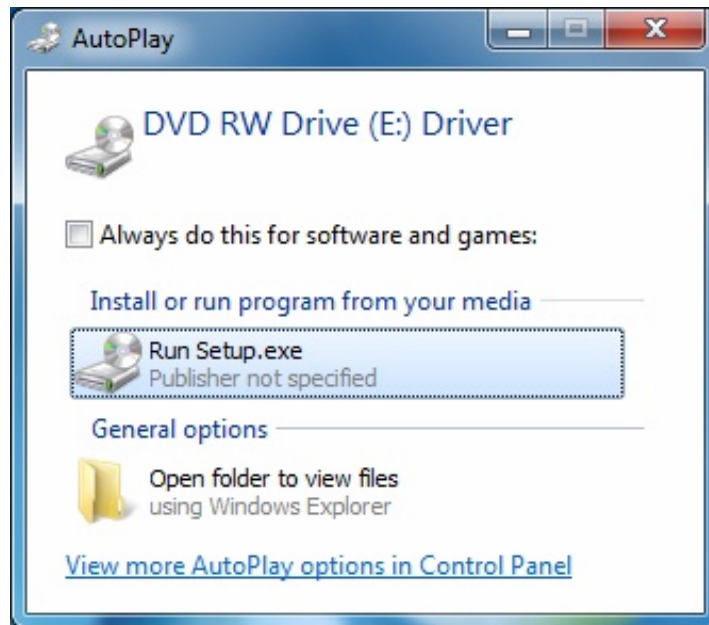 AutoPlay
DVD RW Drive (E:) Driver
Always do this for software and games:
Install or run program from your media
Run Setup.exe
Publisher not specified
General options
Open folder to view files
using Windows Explorer
View more AutoPlay options in Control Panel